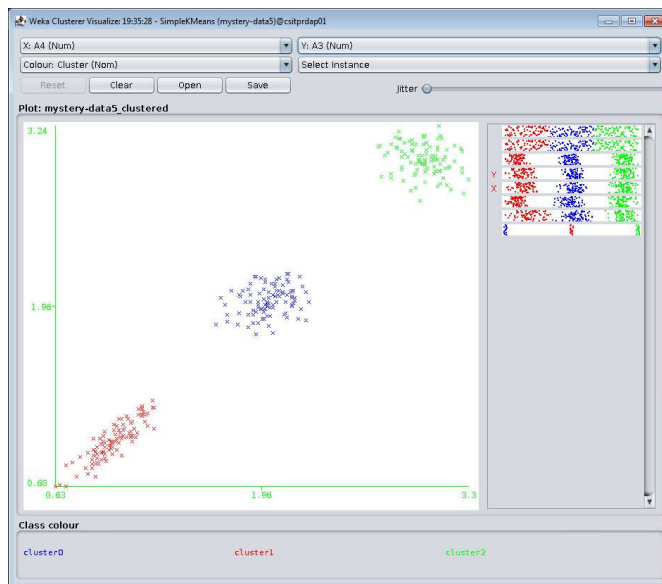 Weka Clusterer Visualize: 19:35:28 - SimpleKMeans (mystery-data5)@csitprdap01
X: A4 (Num)
Y: A3 (Num)
Colour: Cluster (Nom)
Select Instance
Reset
Clear
Open
Save
Jitter
Plot: mystery-data5_clustered
3.24
Y
X
1.96
0.68
0.63
1.96
3.3
Class colour
cluster0
cluster1
cluster2